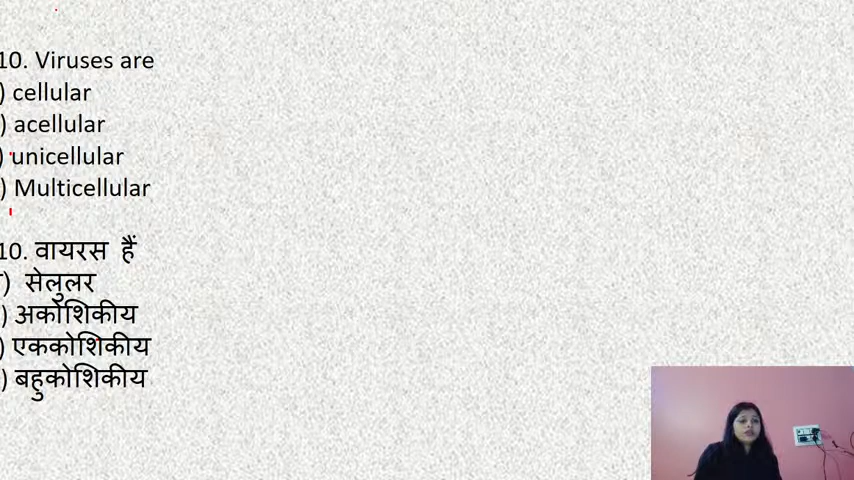 10. Viruses are
) cellular
) acellular
) unicellular
) Multicellular
10. वायरस हैं
) सेलुलर
) अकोशिकीय
) एककोशिकीय
) बहुकोशिकीय